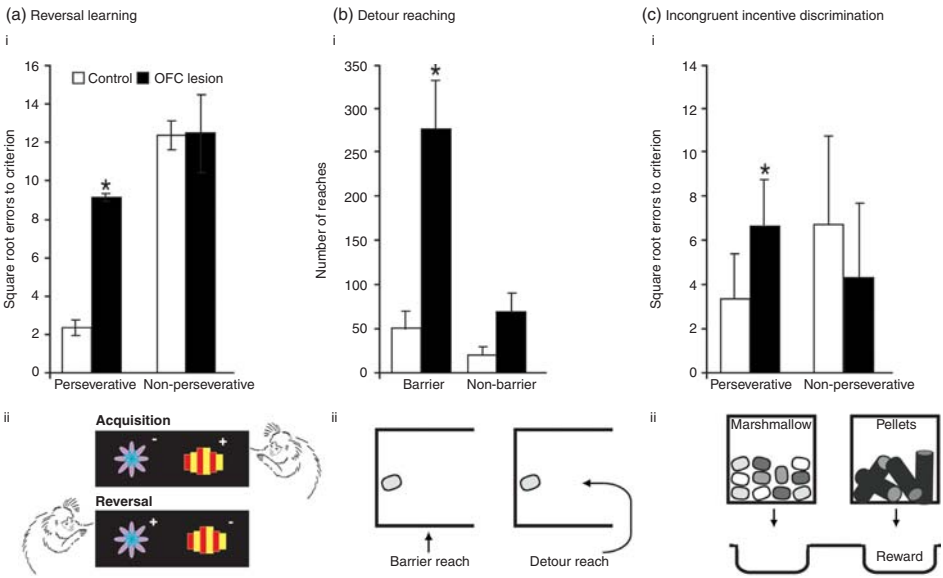 (a) Reversal learning
i
Square root errors to criterion
16
14
12
10
8
6
4
2
0
Control OFC lesion
*
Perseverative Non-perseverative
ii
Acquisition
- +
Reversal
+ -
(b) Detour reaching
i
Number of reaches
350
300
250
200
150
100
50
0
*
Barrier Non-barrier
ii
Barrier reach Detour reach
(c) Incongruent incentive discrimination
i
Square root errors to criterion
14
12
10
8
6
4
2
0
*
Perseverative Non-perseverative
ii
Marshmallow Pellets
Reward